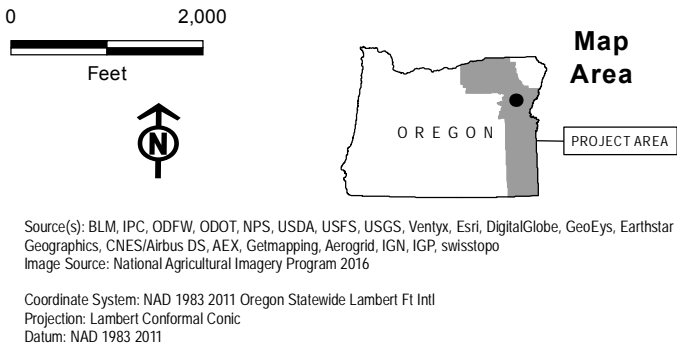 0 2,000
Feet
N
Map
Area
OREGON
PROJECT AREA
Source(s): BLM, IPC, ODFW, ODOT, NPS, USDA, USFS, USGS, Ventyx, Esri, DigitalGlobe, GeoEys, Earthstar
Geographics, CNES/Airbus DS, AEX, Getmapping, Aerogrid, IGN, IGP, swisstopo
Image Source: National Agricultural Imagery Program 2016
Coordinate System: NAD 1983 2011 Oregon Statewide Lambert Ft Intl
Projection: Lambert Conformal Conic
Datum: NAD 1983 2011